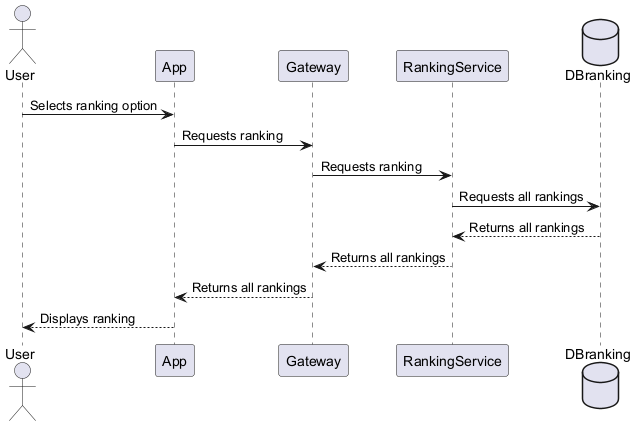 User
App
Gateway
RankingService
DBranking
Selects ranking option
Requests ranking
Requests ranking
Requests all rankings
Returns all rankings
Returns all rankings
Returns all rankings
Displays ranking
User
App
Gateway
RankingService
DBranking